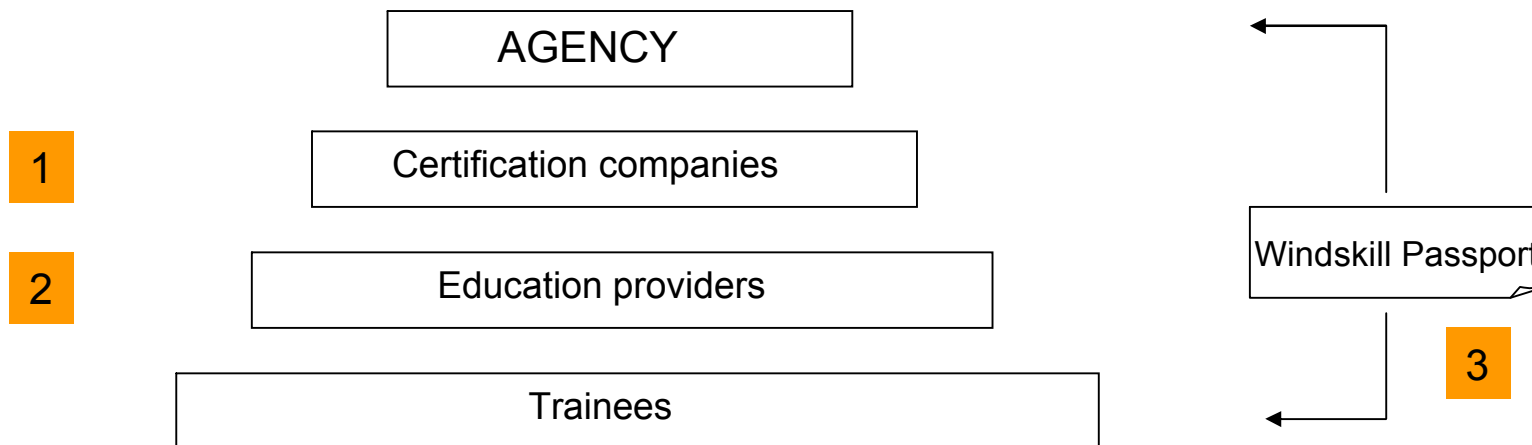 AGENCY
1
Certification companies
Windskill Passport
2
Education providers
3
Trainees